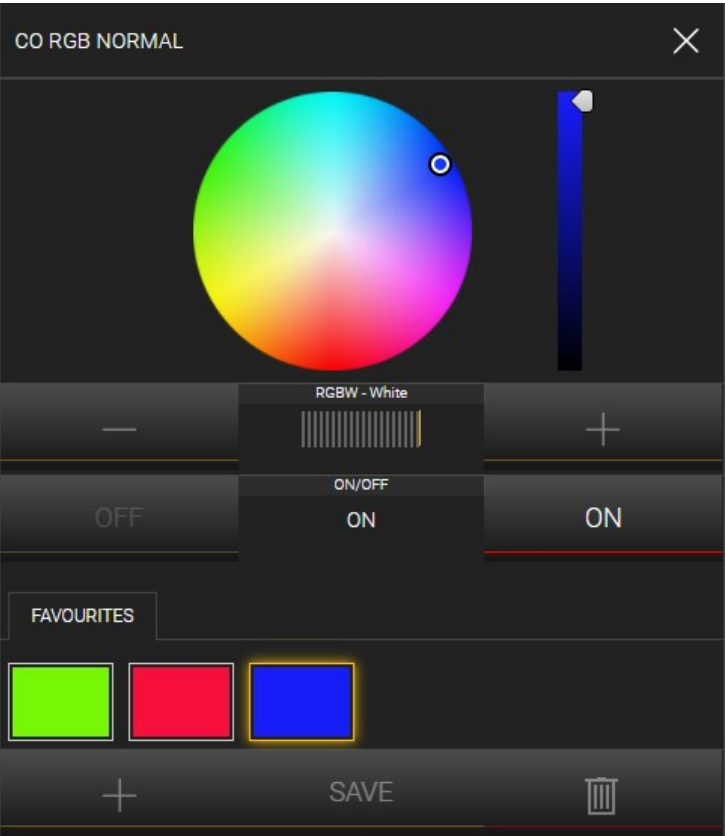 CO RGB NORMAL
RGBW - White
ON/OFF
OFF
ON
ON
FAVOURITES
SAVE